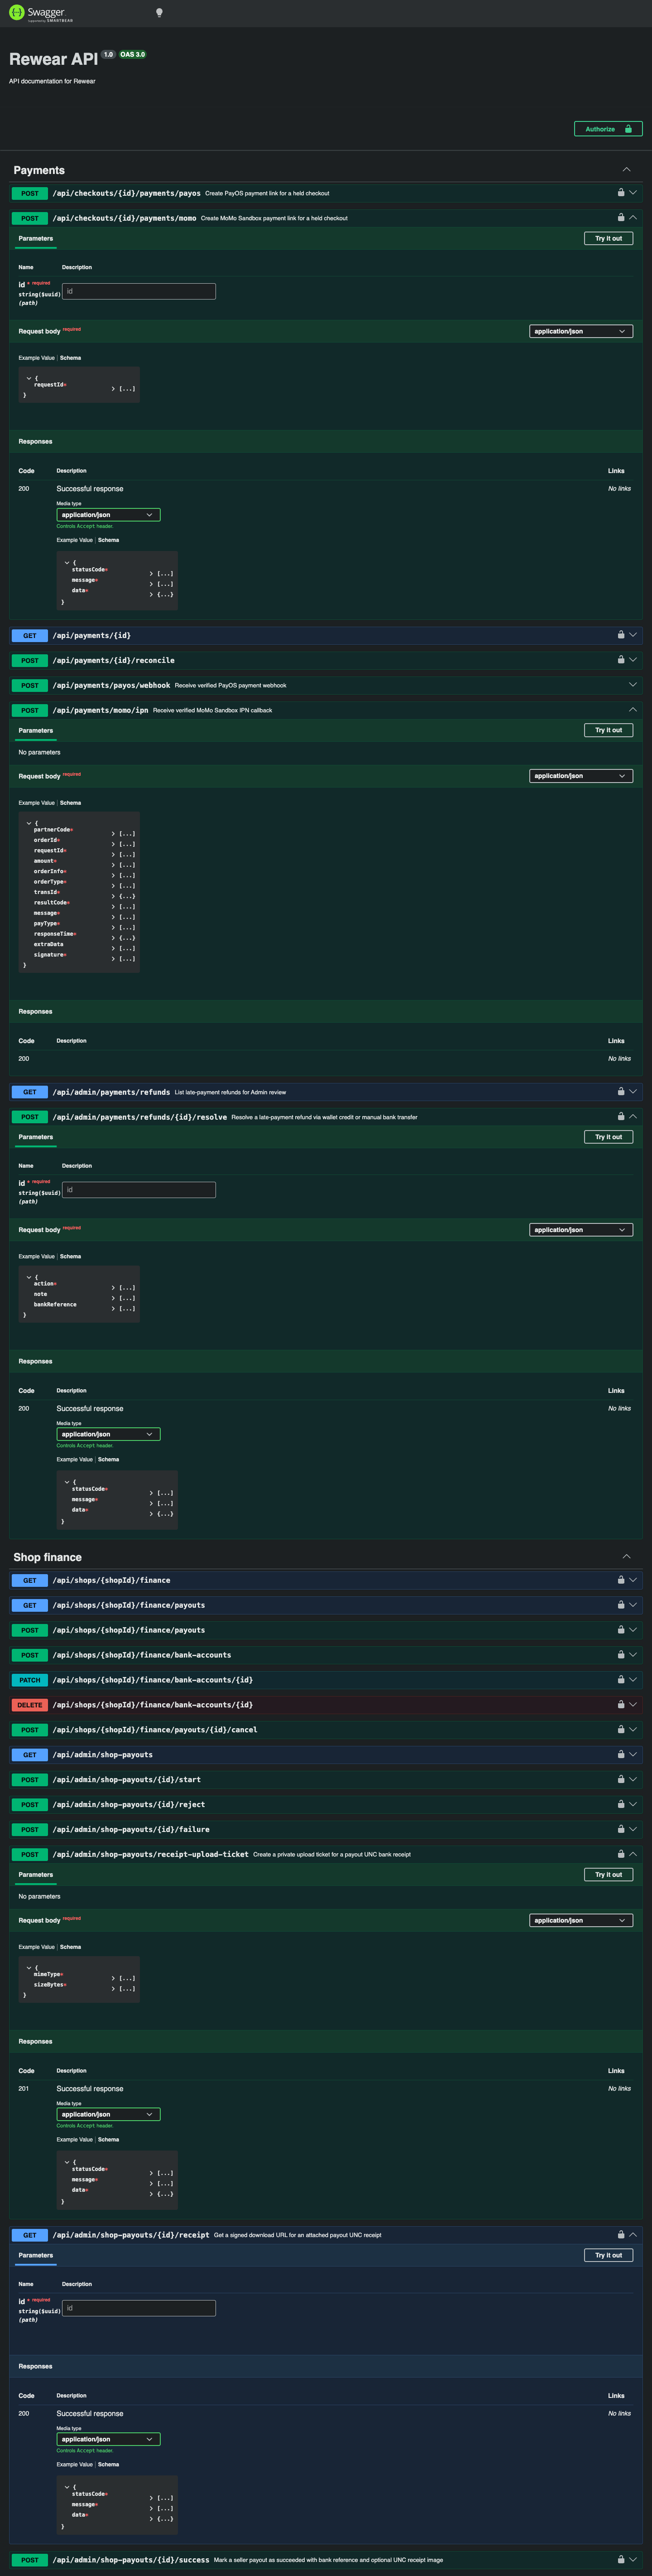 Swagger
Supported by SMARTBEAR
Rewear API 1.0 OAS 3.0
API documentation for Rewear
Authorize
Payments
POST /api/checkouts/{id}/payments/payos Create PayOS payment link for a held checkout
POST /api/checkouts/{id}/payments/momo Create MoMo Sandbox payment link for a held checkout
Parameters Try it out
Name Description
id * required
string($uuid) id
(path)
Request body required application/json
Example Value | Schema
{
requestId* [...]
}
Responses
Code Description Links
200 Successful response No links
Media type
application/json
Controls Accept header.
Example Value | Schema
{
statusCode* [...]
message* [...]
data* {...}
}
GET /api/payments/{id}
POST /api/payments/{id}/reconcile
POST /api/payments/payos/webhook Receive verified PayOS payment webhook
POST /api/payments/momo/ipn Receive verified MoMo Sandbox IPN callback
Parameters Try it out
No parameters
Request body required application/json
Example Value | Schema
{
partnerCode* [...]
orderId* [...]
requestId* [...]
amount* [...]
orderInfo* [...]
orderType* [...]
transId* {...}
resultCode* [...]
message* [...]
payType* [...]
responseTime* {...}
extraData [...]
signature* [...]
}
Responses
Code Description Links
200 No links
GET /api/admin/payments/refunds List late-payment refunds for Admin review
POST /api/admin/payments/refunds/{id}/resolve Resolve a late-payment refund via wallet credit or manual bank transfer
Parameters Try it out
Name Description
id * required
string($uuid) id
(path)
Request body required application/json
Example Value | Schema
{
action* [...]
note [...]
bankReference [...]
}
Responses
Code Description Links
200 Successful response No links
Media type
application/json
Controls Accept header.
Example Value | Schema
{
statusCode* [...]
message* [...]
data* {...}
}
Shop finance
GET /api/shops/{shopId}/finance
GET /api/shops/{shopId}/finance/payouts
POST /api/shops/{shopId}/finance/payouts
POST /api/shops/{shopId}/finance/bank-accounts
PATCH /api/shops/{shopId}/finance/bank-accounts/{id}
DELETE /api/shops/{shopId}/finance/bank-accounts/{id}
POST /api/shops/{shopId}/finance/payouts/{id}/cancel
GET /api/admin/shop-payouts
POST /api/admin/shop-payouts/{id}/start
POST /api/admin/shop-payouts/{id}/reject
POST /api/admin/shop-payouts/{id}/failure
POST /api/admin/shop-payouts/receipt-upload-ticket Create a private upload ticket for a payout UNC bank receipt
Parameters Try it out
No parameters
Request body required application/json
Example Value | Schema
{
mimeType* [...]
sizeBytes* [...]
}
Responses
Code Description Links
201 Successful response No links
Media type
application/json
Controls Accept header.
Example Value | Schema
{
statusCode* [...]
message* [...]
data* {...}
}
GET /api/admin/shop-payouts/{id}/receipt Get a signed download URL for an attached payout UNC receipt
Parameters Try it out
Name Description
id * required
string($uuid) id
(path)
Responses
Code Description Links
200 Successful response No links
Media type
application/json
Controls Accept header.
Example Value | Schema
{
statusCode* [...]
message* [...]
data* {...}
}
POST /api/admin/shop-payouts/{id}/success Mark a seller payout as succeeded with bank reference and optional UNC receipt image